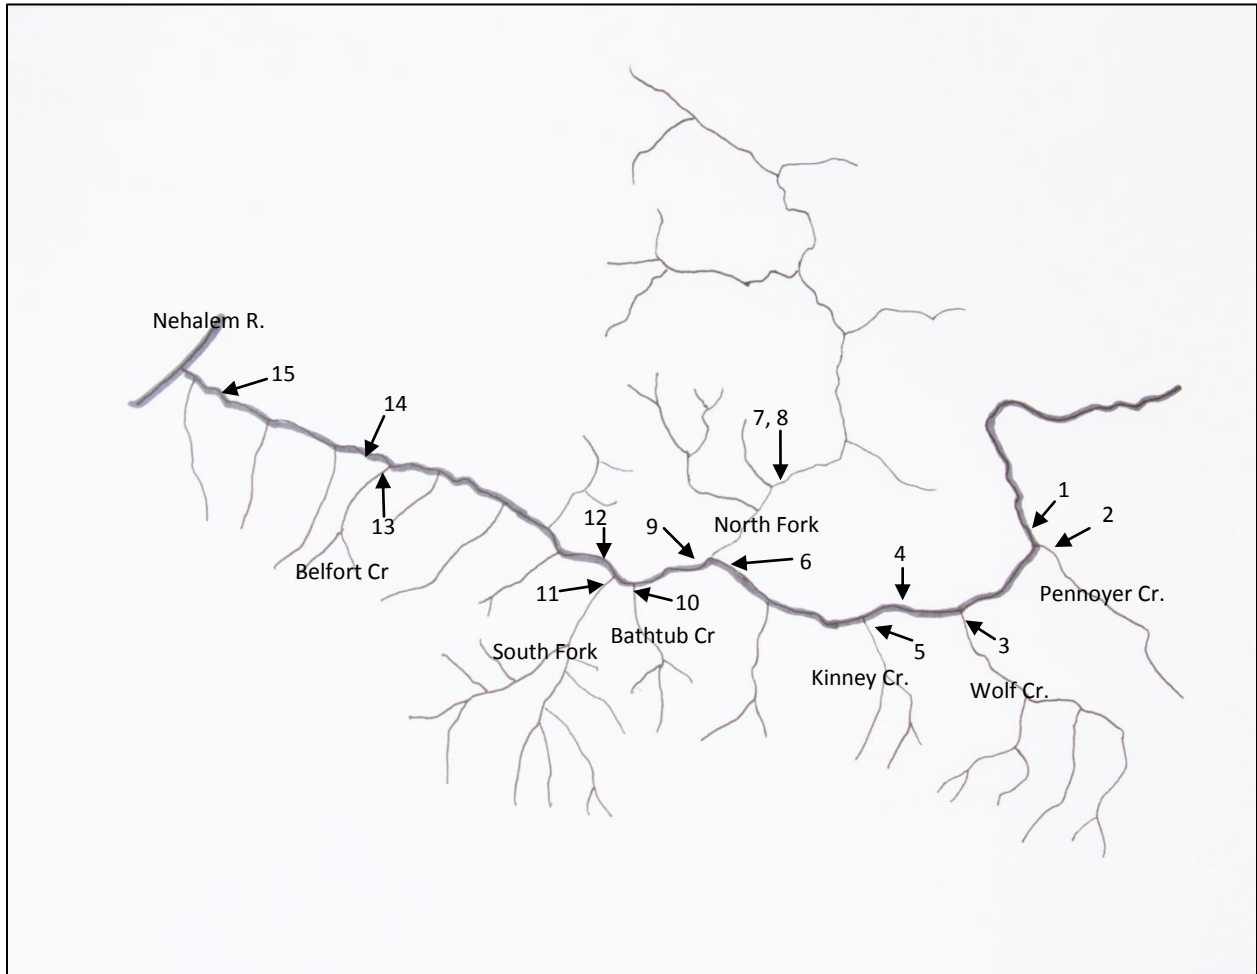 Nehalem R.
15
14
13
Belfort Cr
12
11
South Fork
10
Bathtub Cr
9
7, 8
North Fork
6
4
5
Kinney Cr.
3
Wolf Cr.
1
2
Pennoyer Cr.